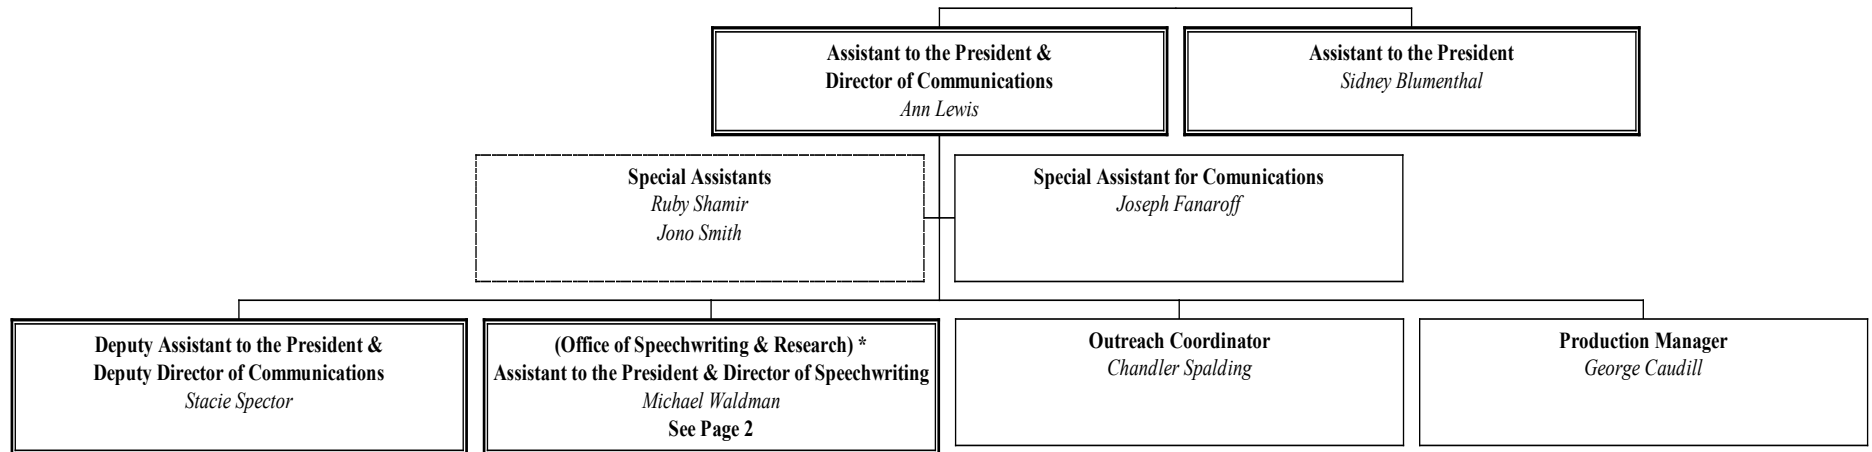 Assistant to the President &
Director of Communications
Ann Lewis
Assistant to the President
Sidney Blumenthal
Special Assistants
Ruby Shamir
Jono Smith
Special Assistant for Comunications
Joseph Fanaroff
Deputy Assistant to the President &
Deputy Director of Communications
Stacie Spector
(Office of Speechwriting & Research) *
Assistant to the President & Director of Speechwriting
Michael Waldman
See Page 2
Outreach Coordinator
Chandler Spalding
Production Manager
George Caudill